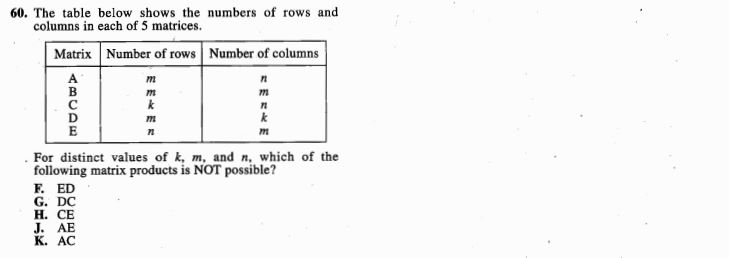 60. The table below shows the numbers of rows and
columns in each of 5 matrices.
Matrix Number of rows Number of columns
A m n
B m m
C k n
D m k
E n m
For distinct values of k, m, and n, which of the
following matrix products is NOT possible?
F. ED
G. DC
H. CE
J. AE
K. AC